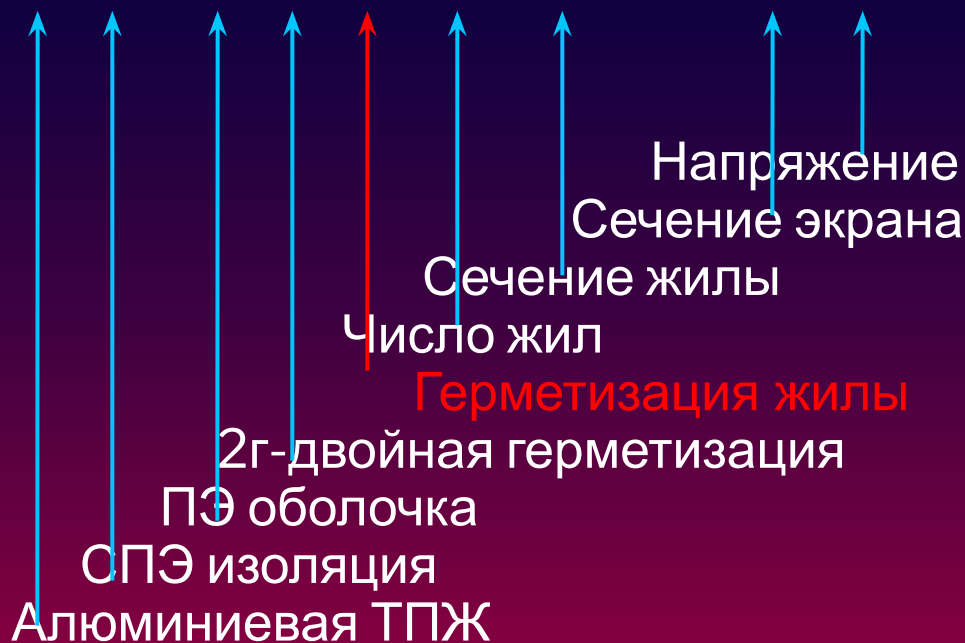 Напряжение
Сечение экрана
Сечение жилы
Число жил
Герметизация жилы
2г-двойная герметизация
ПЭ оболочка
СПЭ изоляция
Алюминиевая ТПЖ